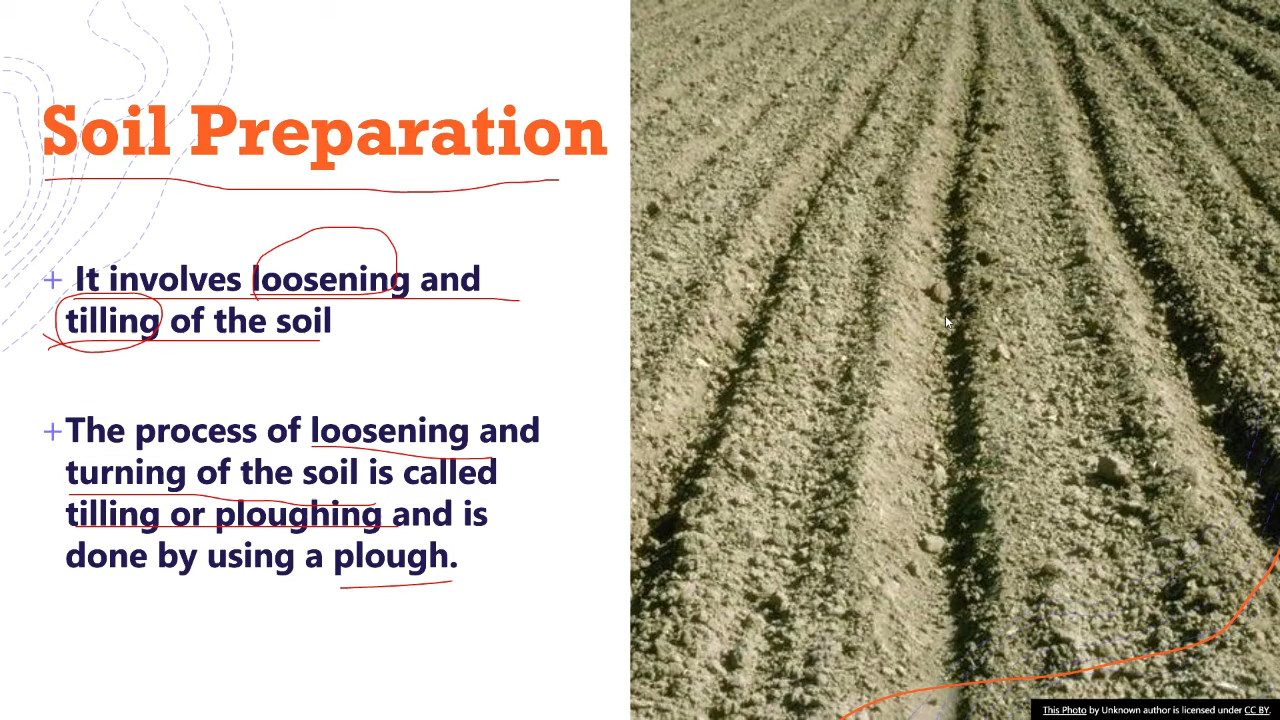 Soil Preparation
+ It involves loosening and
tilling of the soil
+The process of loosening and
turning of the soil is called
tilling or ploughing and is
done by using a plough.
This Photo by Unknown author is licensed under CC BY.